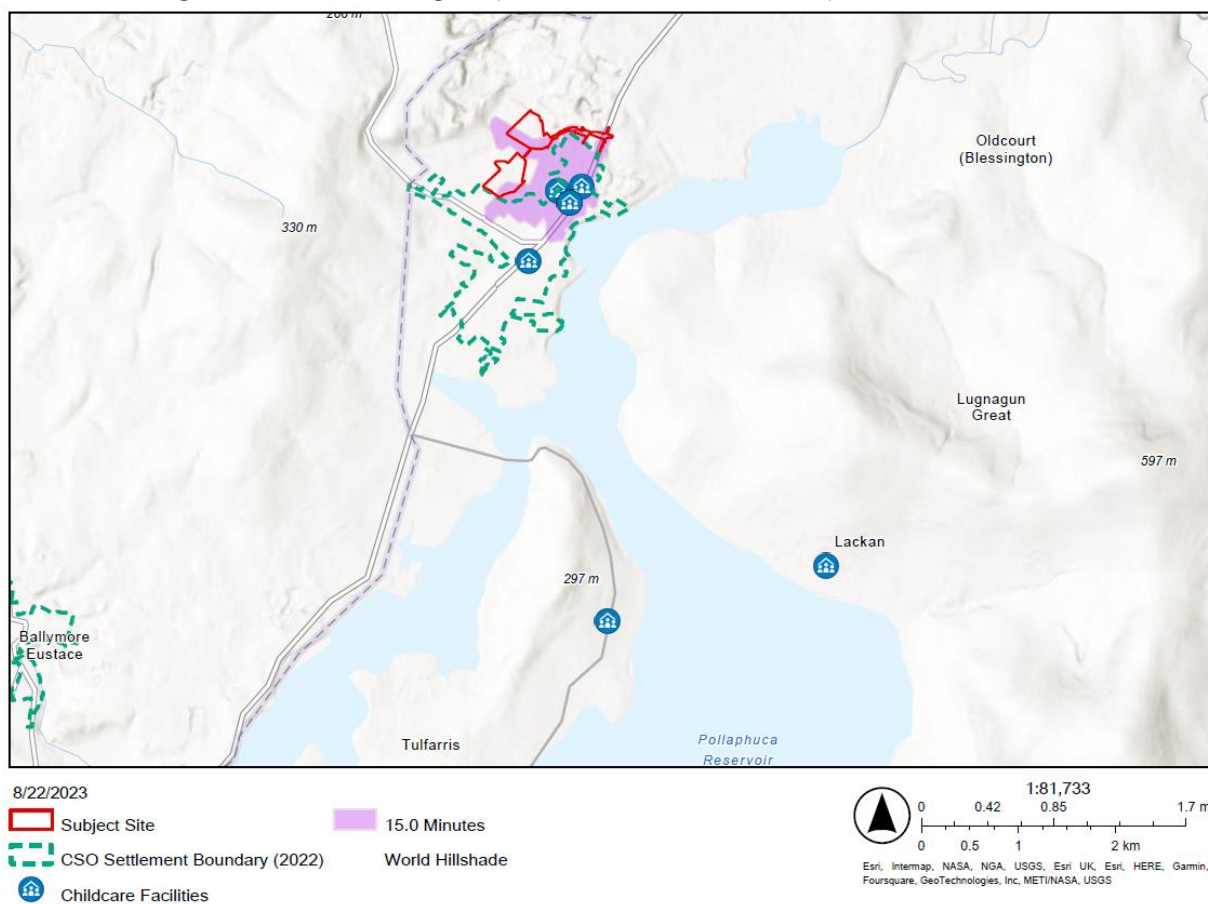 Oldcourt
(Blessington)
330 m
Lugnagun
Great
597 m
Lackan
297 m
Ballymore
Eustace
Tulfarris
Pollaphuca
Reservoir
8/22/2023
Subject Site
15.0 Minutes
CSO Settlement Boundary (2022)
World Hillshade
Childcare Facilities
1:81,733
0 0.42 0.85 1.7 m
0 0.5 1 2 km
Esri, Intermap, NASA, NGA, USGS, Esri UK, Esri, HERE, Garmin,
Foursquare, GeoTechnologies, Inc, METI/NASA, USGS